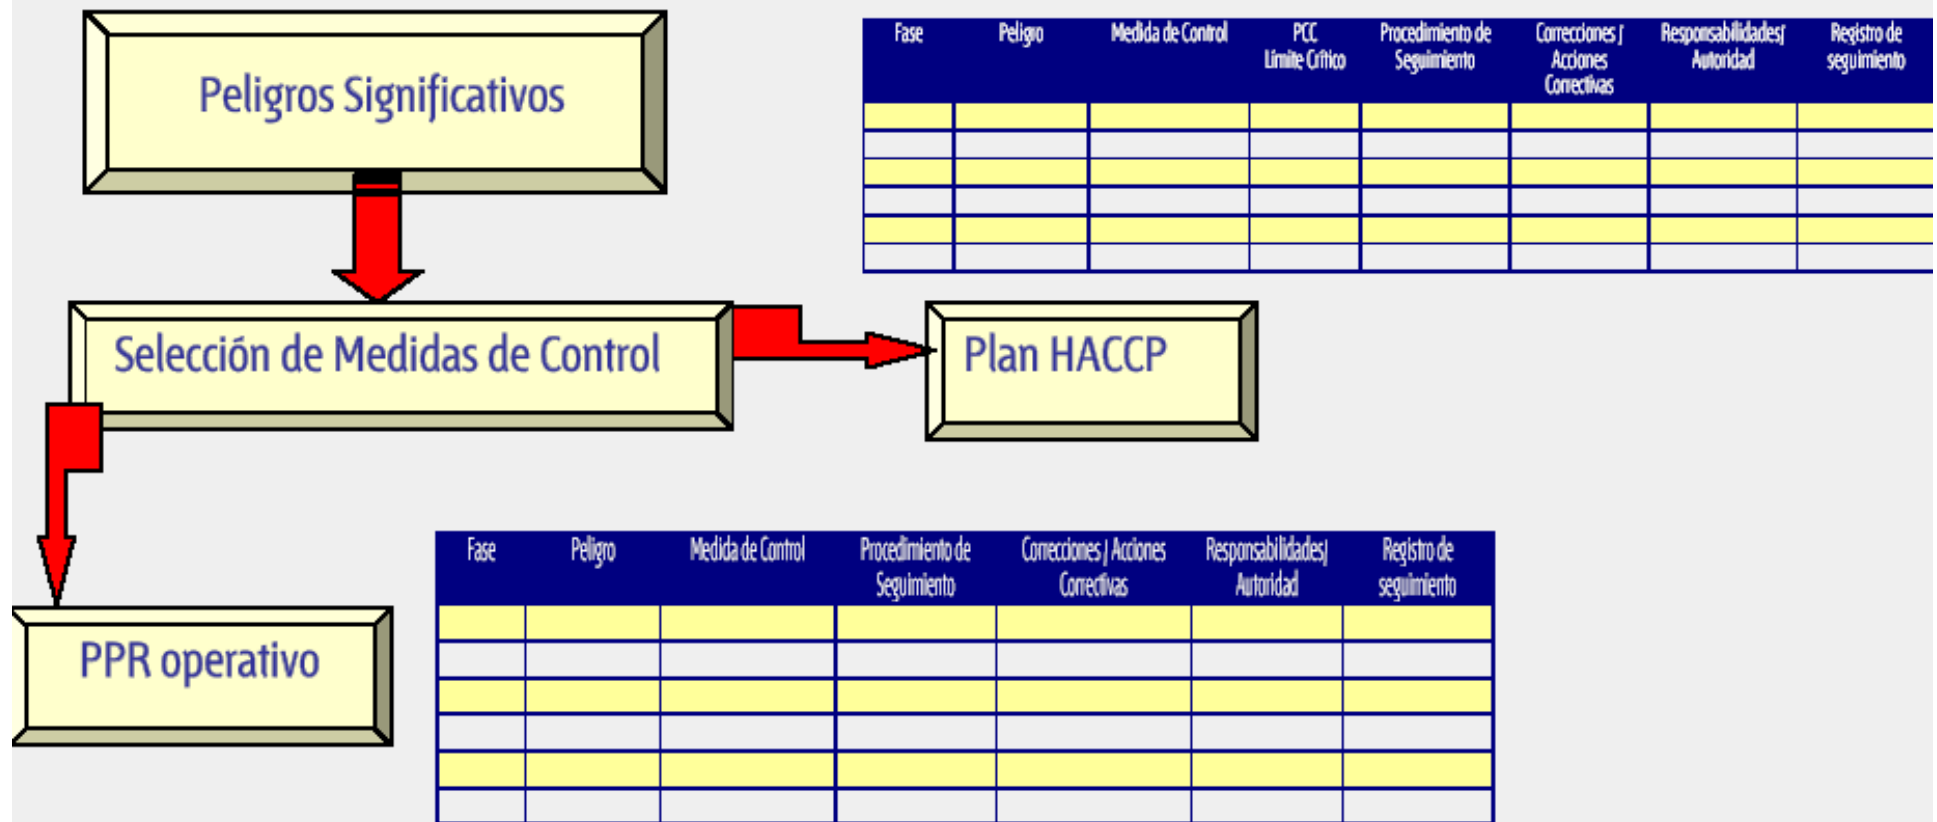 Peligros Significativos
Fase Peligro Medida de Control PCC Procedimiento de Correcciones / Responsabilidades/ Registro de
Límite Crítico Seguimiento Acciones Autoridad seguimiento
Correctivas
Selección de Medidas de Control
Plan HACCP
Fase Peligro Medida de Control Procedimiento de Correcciones / Acciones Responsabilidades/ Registro de
Seguimiento Correctivas Autoridad seguimiento
PPR operativo